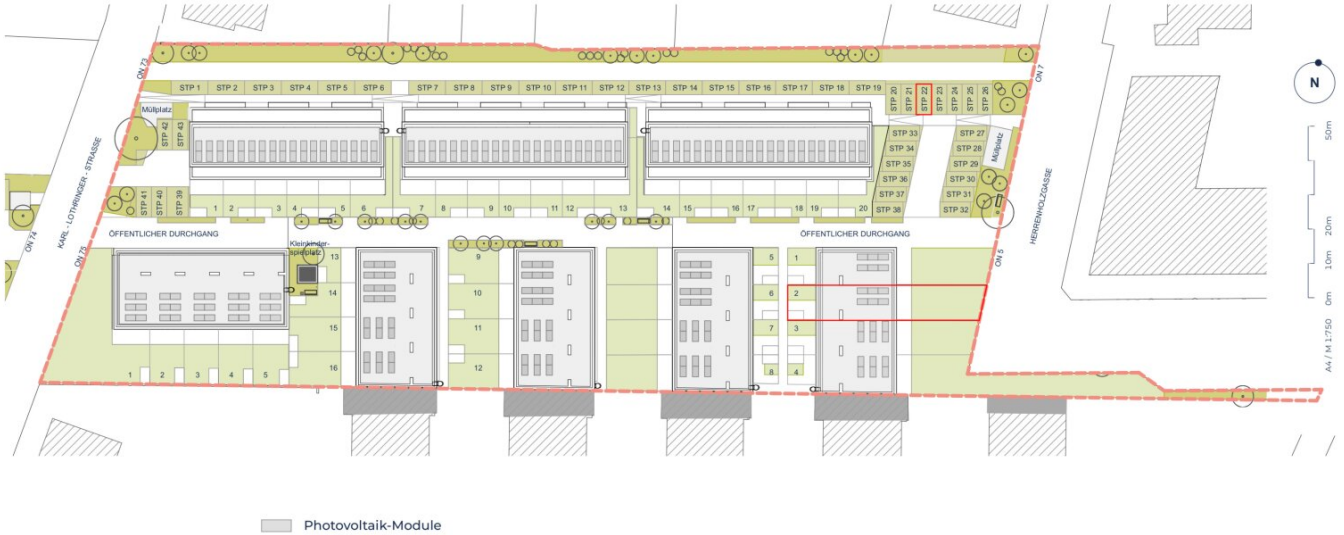 ON 73
ON 7
N
STP 1 STP 2 STP 3 STP 4 STP 5 STP 6 STP 7 STP 8 STP 9 STP 10 STP 11 STP 12 STP 13 STP 14 STP 15 STP 16 STP 17 STP 18 STP 19 STP 20 STP 21 STP 22 STP 23 STP 24 STP 25 STP 26
Müllplatz
STP 42 STP 43
STP 33 STP 27
STP 34 STP 28
STP 35 STP 29
STP 36 STP 30
STP 37 STP 31
STP 38 STP 32
Müllplatz
STP 41 STP 40 STP 39
1 2 3 4 5 6 7 8 9 10 11 12 13 14 15 16 17 18 19 20
KARL - LOTHRINGER - STRASSE
HERRENHOLZGASSE
ON 74
ON 75
ON 5
ÖFFENTLICHER DURCHGANG
ÖFFENTLICHER DURCHGANG
Kleinkinder-
spielplatz
13 9 5 1
14 10 6 2
15 11 7 3
16 12 8 4
1 2 3 4 5
50m
20m
10m
0m
A4 / M 1:750
Photovoltaik-Module